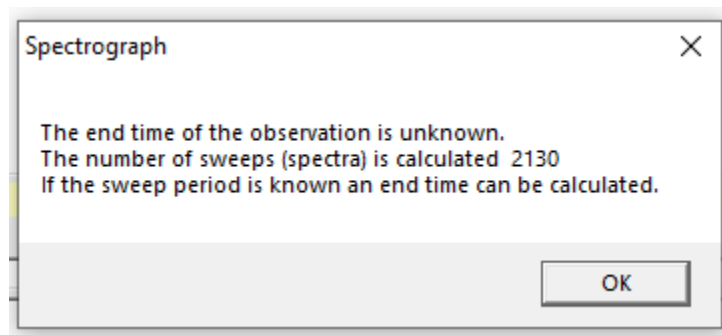 Spectrograph
The end time of the observation is unknown.
The number of sweeps (spectra) is calculated  2130
If the sweep period is known an end time can be calculated.
OK